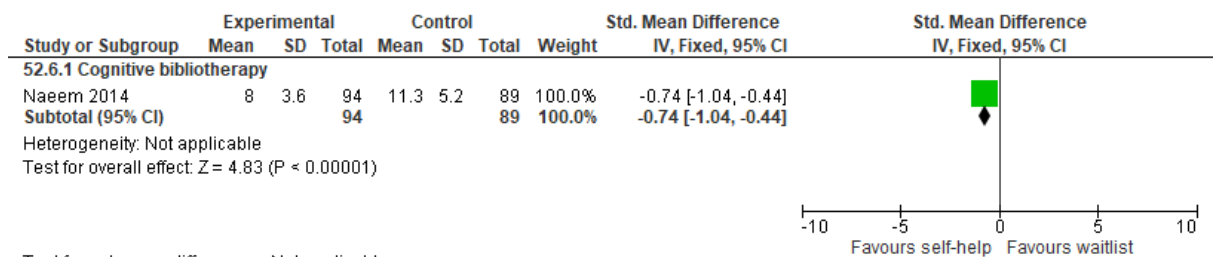 Experimental Control Std. Mean Difference Std. Mean Difference
Study or Subgroup Mean SD Total Mean SD Total Weight IV, Fixed, 95% CI IV, Fixed, 95% CI
52.6.1 Cognitive bibliotherapy
Naeem 2014 8 3.6 94 11.3 5.2 89 100.0% -0.74 [-1.04, -0.44]
Subtotal (95% CI) 94 89 100.0% -0.74 [-1.04, -0.44]
Heterogeneity: Not applicable
Test for overall effect: Z = 4.83 (P < 0.00001)
-10 -5 0 5 10
Favours self-help Favours waitlist